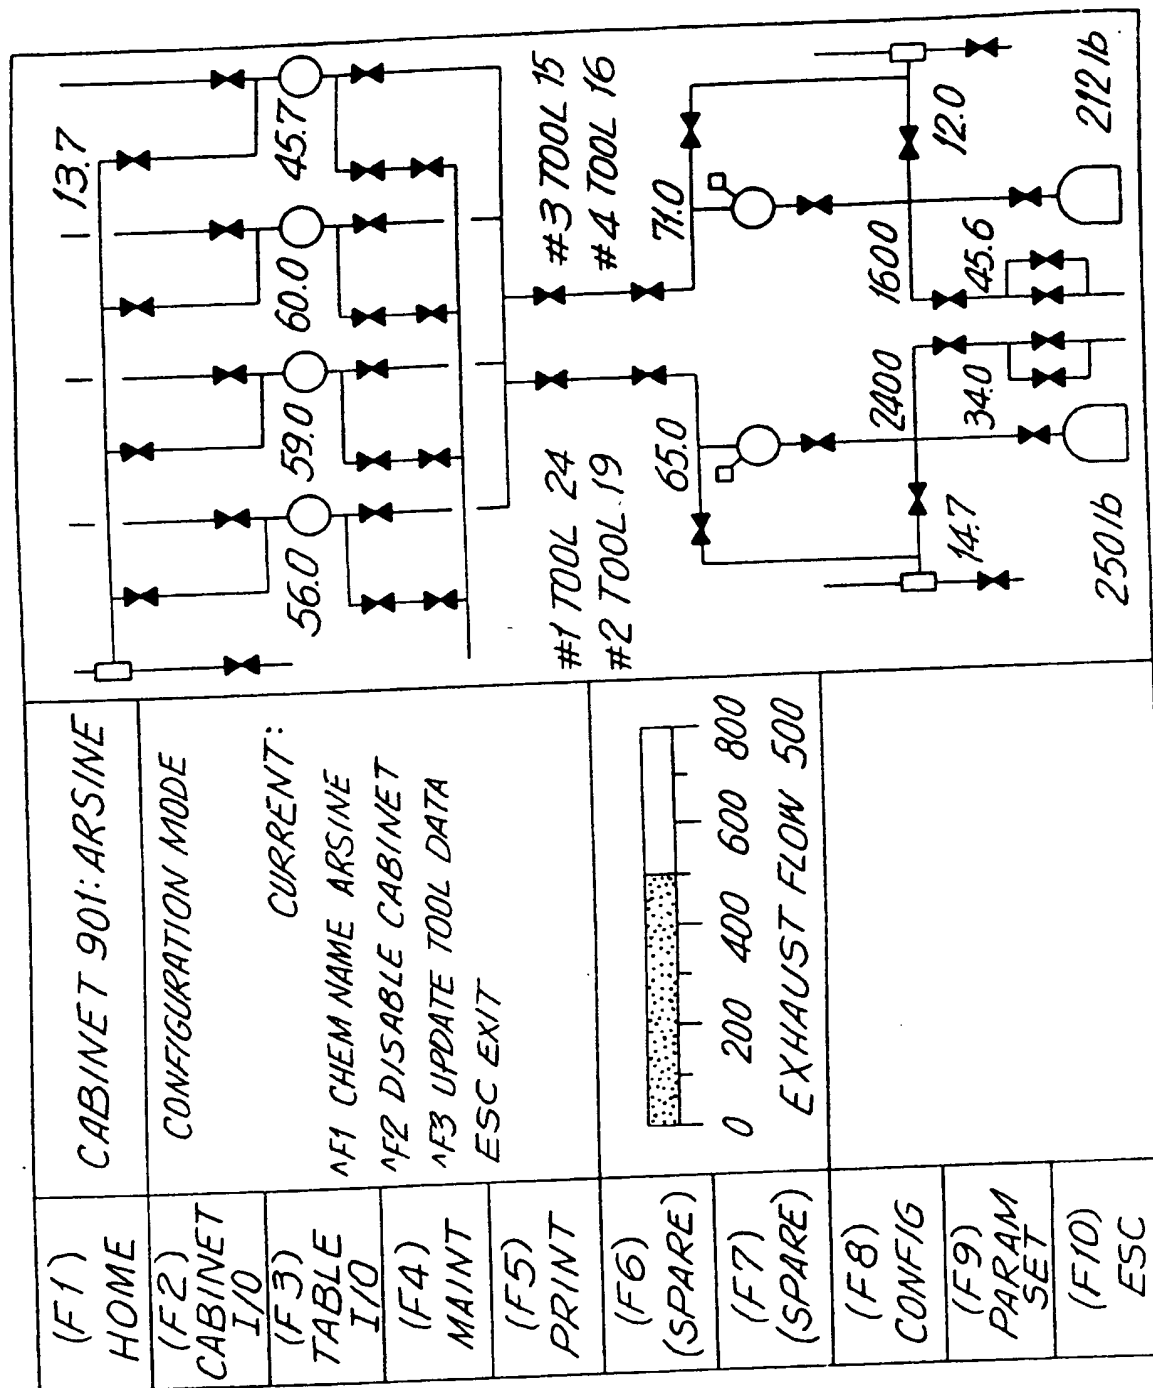 (F1)
HOME
(F2)
CABINET
I/O
(F3)
TABLE
I/O
(F4)
MAINT
(F5)
PRINT
(F6)
(SPARE)
(F7)
(SPARE)
(F8)
CONFIG
(F9)
PARAM
SET
(F10)
ESC
CABINET 901: ARSINE
CONFIGURATION MODE
CURRENT:
^F1 CHEM NAME ARSINE
^F2 DISABLE CABINET
^F3 UPDATE TOOL DATA
ESC EXIT
0 200 400 600 800
EXHAUST FLOW 500
13.7
56.0 59.0 60.0 45.7
#1 TOOL 24
#2 TOOL 19
#3 TOOL 15
#4 TOOL 16
65.0 71.0
2400 1600
14.7 34.0 45.6 12.0
250 lb 212 lb